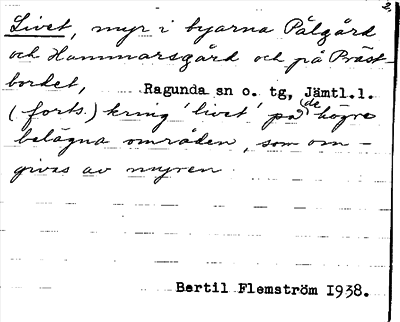 2.
Livet, myr i byarna Pålgård
och Hammarsgård och på Präst-
bordet, Ragunda sn o. tg, Jämtl.l.
(forts.) kring 'livet' på (de högre
belägna områden, som om-
givas av myren.
Bertil Flemström 1938.